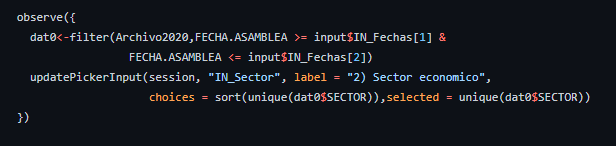 observe({
  dat0<-filter(Archivo2020,FECHA.ASAMBLEA >= input$IN_Fechas[1] &
                 FECHA.ASAMBLEA <= input$IN_Fechas[2])
  updatePickerInput(session, "IN_Sector", label = "2) Sector economico",
                    choices = sort(unique(dat0$SECTOR)),selected = unique(dat0$SECTOR))
})